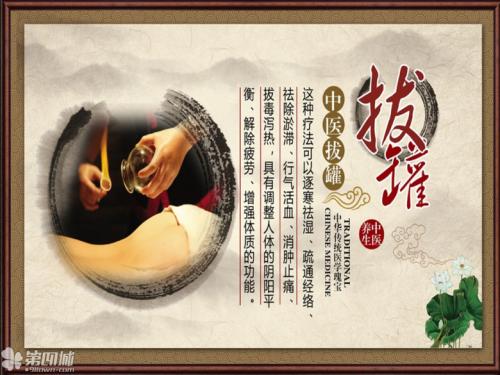 拔罐
中医
养生
中医拔罐
TRADITIONAL
中华传统医学瑰宝
CHINESE MEDICINE
这种疗法可以逐寒祛湿、疏通经络、
祛除淤滞、行气活血、消肿止痛、
拔毒泻热，具有调整人体的阴阳平
衡、解除疲劳、增强体质的功能。
第四城